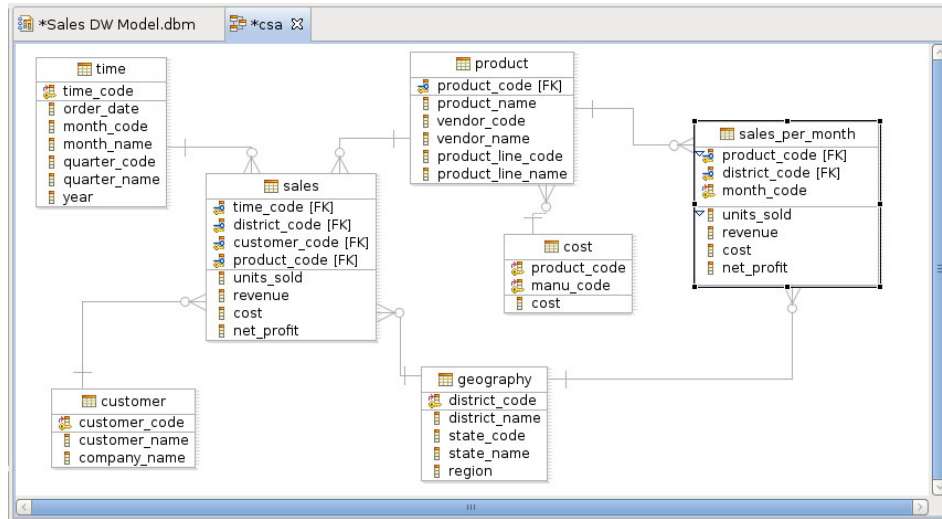 *Sales DW Model.dbm
*csa
time
time_code
order_date
month_code
month_name
quarter_code
quarter_name
year
product
product_code [FK]
product_name
vendor_code
vendor_name
product_line_code
product_line_name
sales_per_month
product_code [FK]
district_code [FK]
month_code
units_sold
revenue
cost
net_profit
sales
time_code [FK]
district_code [FK]
customer_code [FK]
product_code [FK]
units_sold
revenue
cost
net_profit
cost
product_code
manu_code
cost
customer
customer_code
customer_name
company_name
geography
district_code
district_name
state_code
state_name
region